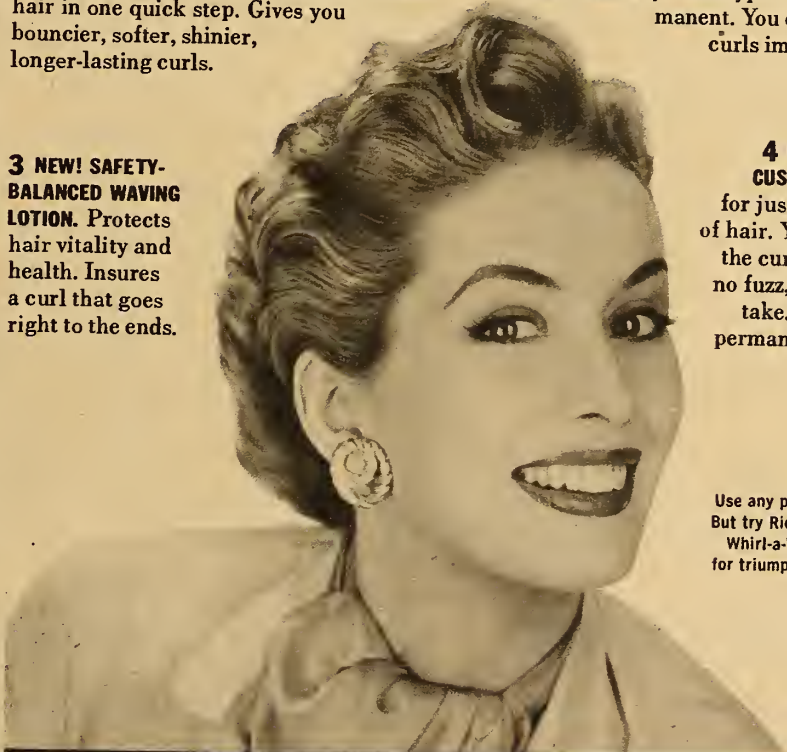 hair in one quick step. Gives you
bouncier, softer, shinier,
longer-lasting curls.
3 NEW! SAFETY-
BALANCED WAVING
LOTION. Protects
hair vitality and
health. Insures
a curl that goes
right to the ends.
manent. You
curls im
4
CUS
for jus
of hair. Y
the cur
no fuzz,
take.
perman
Use any p
But try Ric
Whirl-a-
for triump